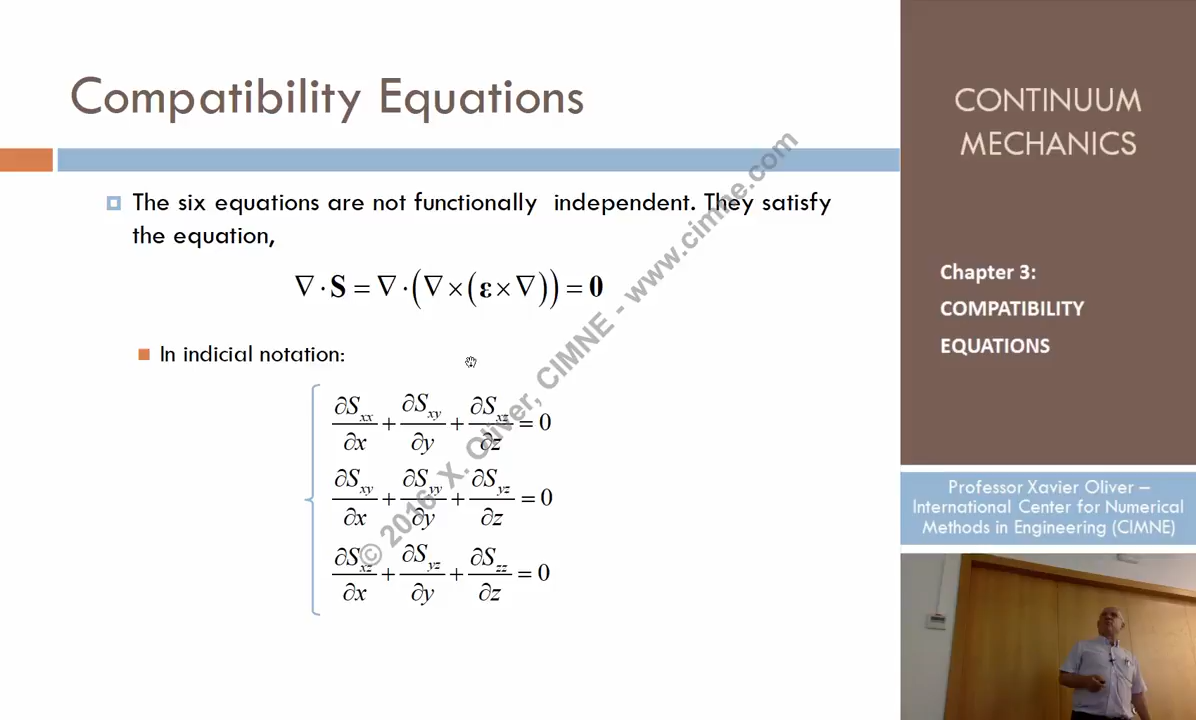 Compatibility Equations
The six equations are not functionally independent. They satisfy
the equation,
∇ · S = ∇ · (∇ × (ε × ∇)) = 0
In indicial notation:
∂S_xx/∂x + ∂S_xy/∂y + ∂S_xz/∂z = 0
∂S_xy/∂x + ∂S_yy/∂y + ∂S_yz/∂z = 0
∂S_xz/∂x + ∂S_yz/∂y + ∂S_zz/∂z = 0
© 2016 X. Oliver, CIMNE - www.cimne.com
CONTINUUM
MECHANICS
Chapter 3:
COMPATIBILITY
EQUATIONS
Professor Xavier Oliver –
International Center for Numerical
Methods in Engineering (CIMNE)